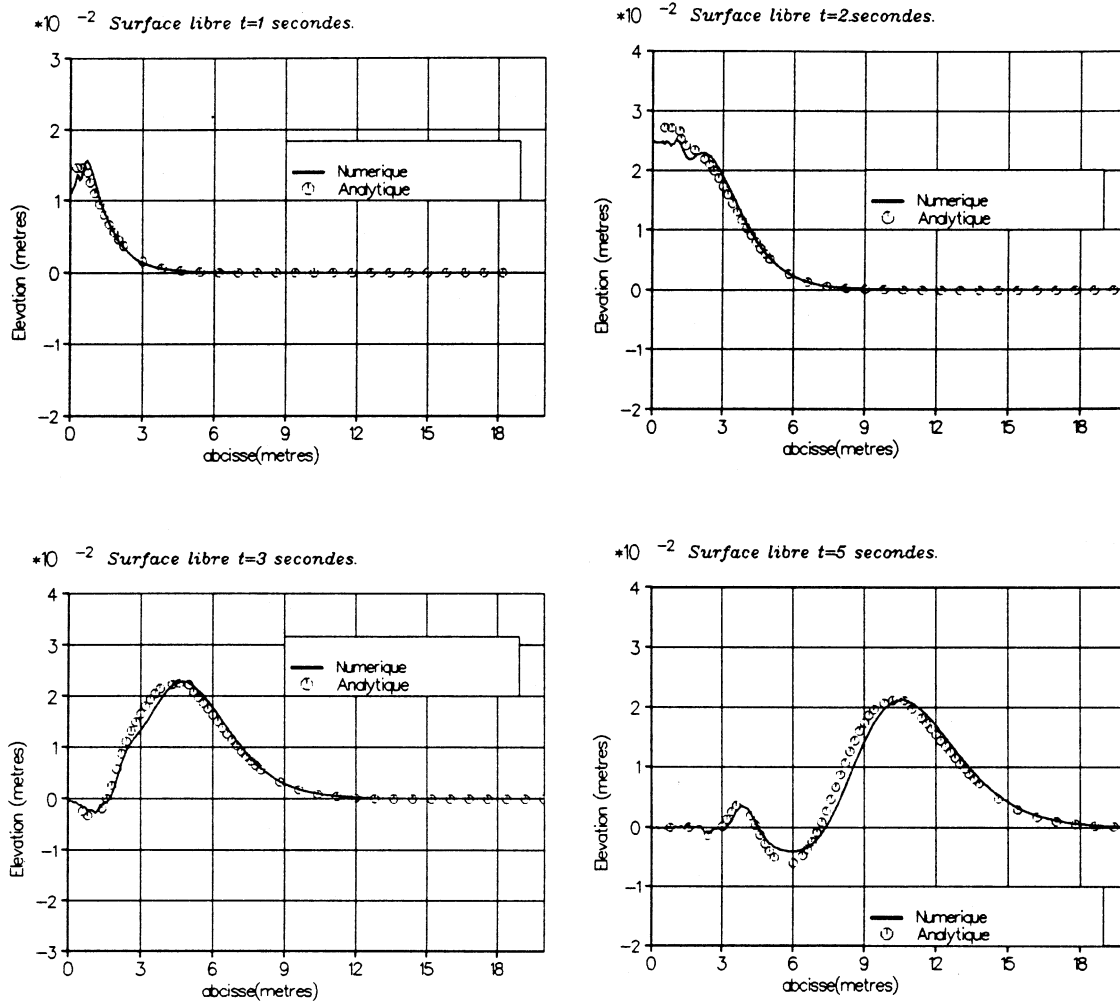 *10 -2 Surface libre t=1 secondes.
3
2
1
0
-1
-2
Elevation (metres)
Numerique
Analytique
0 3 6 9 12 15 18
abcisse(metres)
*10 -2 Surface libre t=2.secondes.
4
3
2
1
0
-1
-2
Elevation (metres)
Numerique
Analytique
0 3 6 9 12 15 18
abcisse(metres)
*10 -2 Surface libre t=3 secondes.
4
3
2
1
0
-1
-2
-3
Elevation (metres)
Numerique
Analytique
0 3 6 9 12 15 18
abcisse(metres)
*10 -2 Surface libre t=5 secondes.
4
3
2
1
0
-1
-2
Elevation (metres)
Numerique
Analytique
0 3 6 9 12 15 18
abcisse(metres)